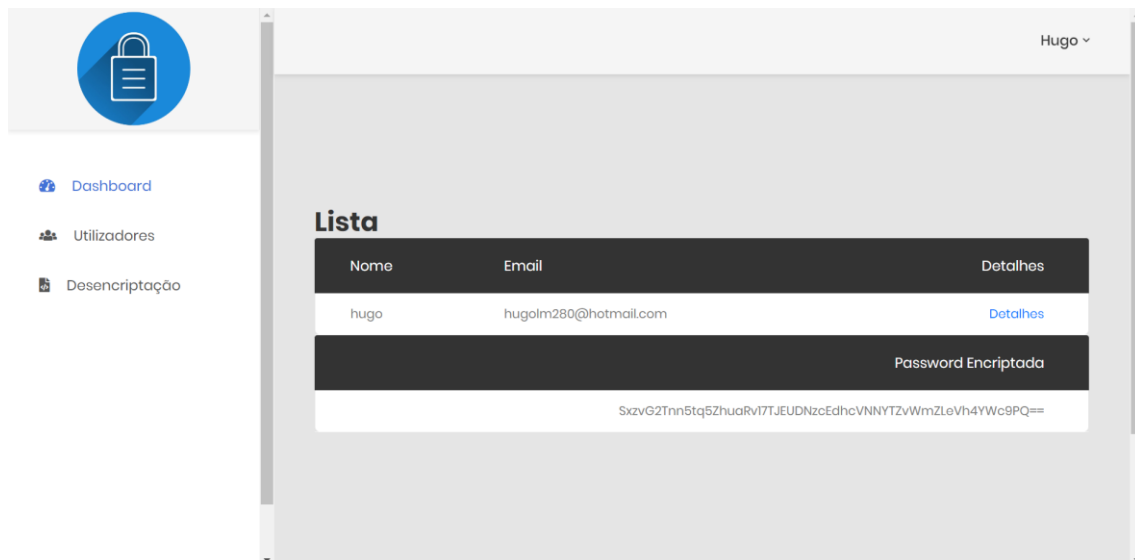 Hugo
Dashboard
Utilizadores
Desencriptação
Lista
Nome Email Detalhes
hugo hugolm280@hotmail.com Detalhes
Password Encriptada
SxzvG2Tnn5tq5ZhuaRv17TJEUDNzcEdhcVNNYTZvWmZLeVh4YWc9PQ==